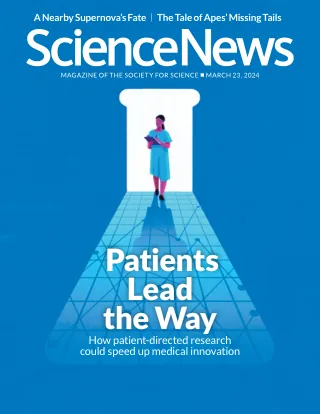 A Nearby Supernova's Fate | The Tale of Apes' Missing Tails
ScienceNews
MAGAZINE OF THE SOCIETY FOR SCIENCE ■ MARCH 23, 2024
Patients
Lead
the Way
How patient-directed research
could speed up medical innovation